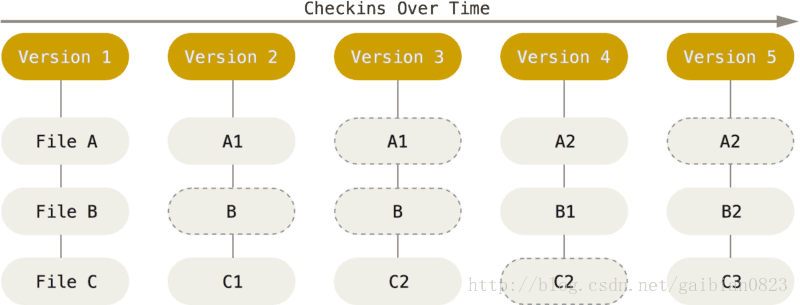 Checkins Over Time
Version 1 Version 2 Version 3 Version 4 Version 5
File A A1 A1 A2 A2
File B B B B1 B2
File C C1 C2 C2 C3
http://blog.csdn.net/gaibian0823